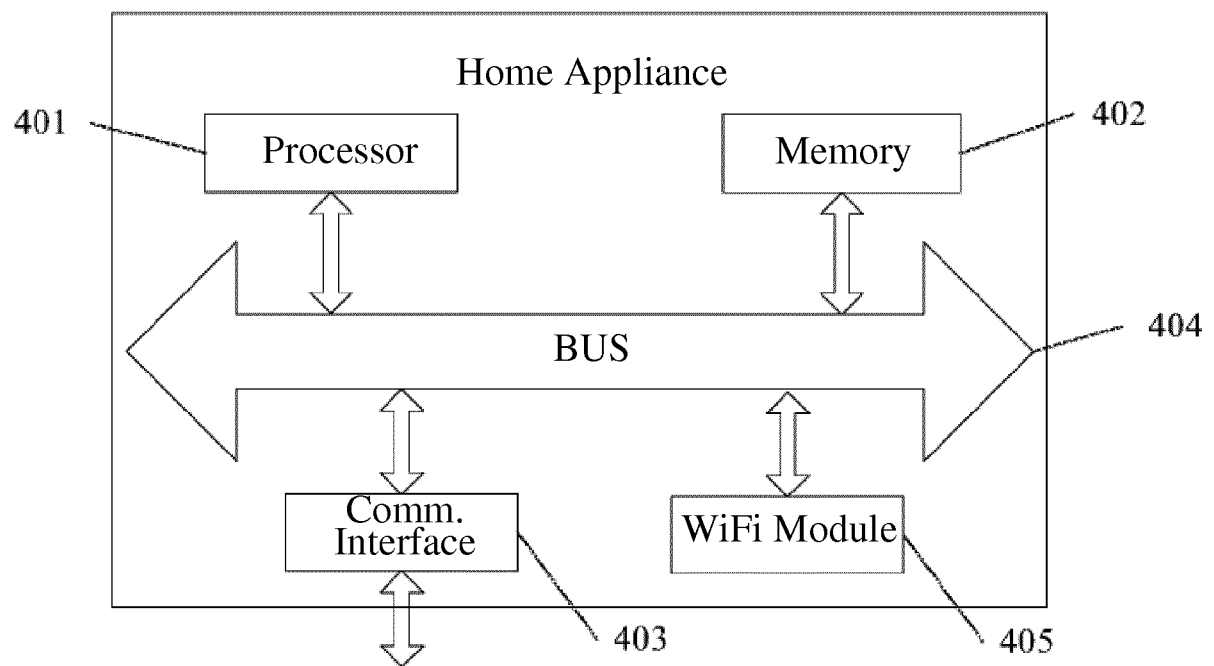 Home Appliance
401
Processor
Memory
402
BUS
404
Comm.
Interface
WiFi Module
403
405